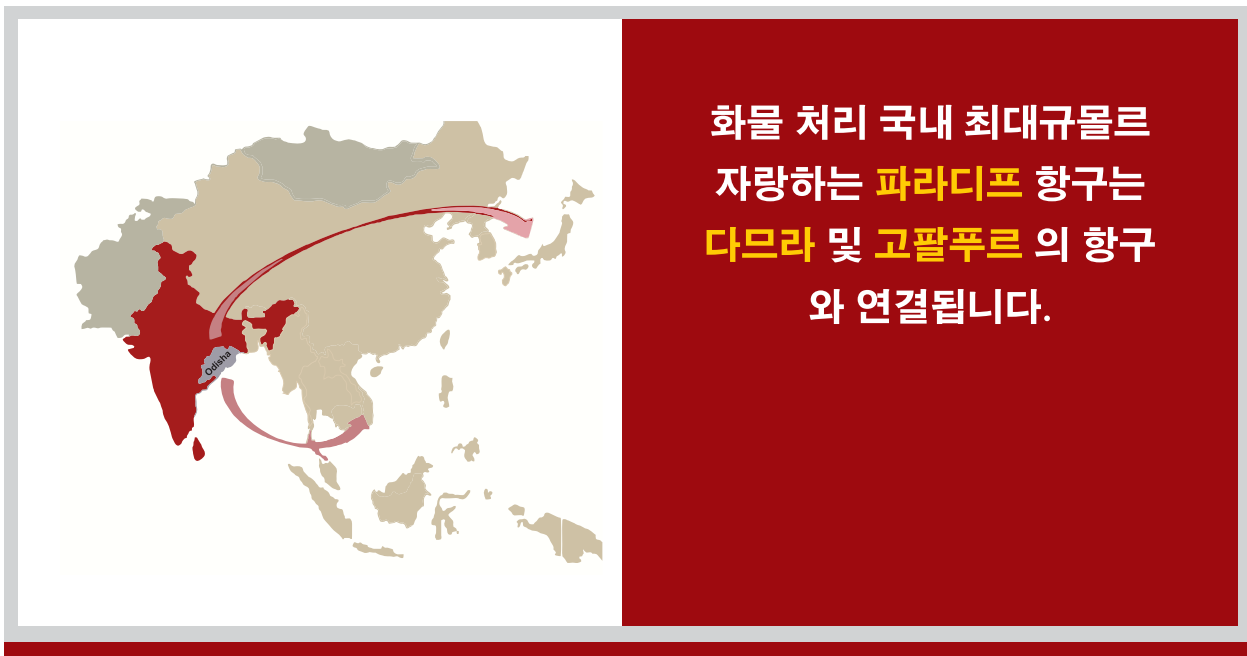 화물 처리 국내 최대규몰르
자랑하는 파라디프 항구는
다므라 및 고팔푸르 의 항구
와 연결됩니다.
Odisha